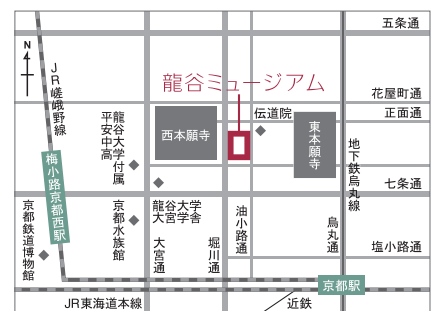 五条通
N
龍谷ミュージアム
花屋町通
JR嵯峨野線
龍谷大学付属
平安中高
伝道院
正面通
西本願寺
東本願寺
地下鉄烏丸線
梅小路京都西駅
七条通
京都鉄道博物館
京都水族館
龍谷大学
大宮学舎
大宮通
堀川通
油小路通
烏丸通
塩小路通
京都駅
JR東海道本線
近鉄